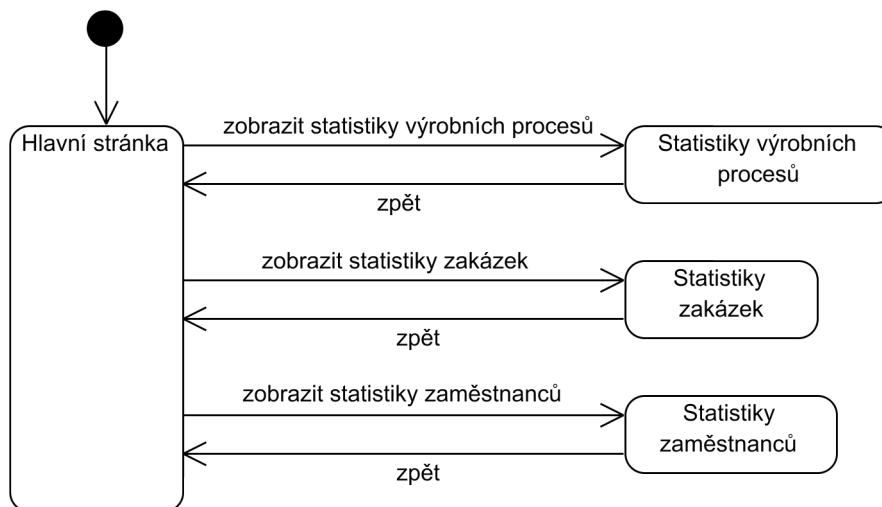 Hlavní stránka
zobrazit statistiky výrobních procesů
Statistiky výrobních
procesů
zpět
zobrazit statistiky zakázek
Statistiky
zakázek
zpět
zobrazit statistiky zaměstnanců
Statistiky
zaměstnanců
zpět